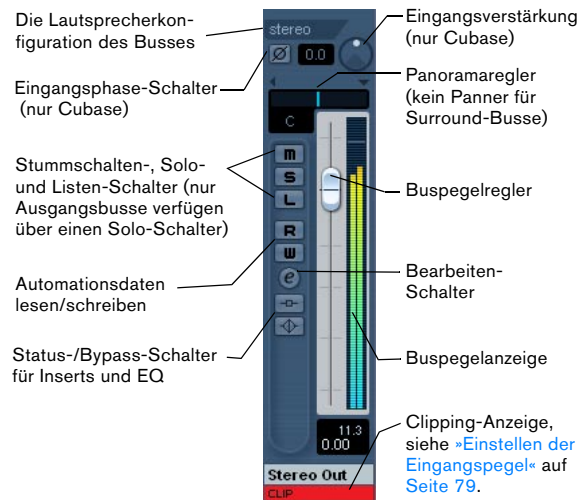 Die Lautsprecherkon-
figuration des Busses
Eingangsphase-Schalter
(nur Cubase)
Stummschalten-, Solo-
und Listen-Schalter (nur
Ausgangsbusse verfügen
über einen Solo-Schalter)
Automationsdaten
lesen/schreiben
Status-/Bypass-Schalter
für Inserts und EQ
stereo
0.0
C
m
S
L
R
W
e
11.3
0.00
Stereo Out
CLIP
Eingangsverstärkung
(nur Cubase)
Panoramaregler
(kein Panner für
Surround-Busse)
Buspegelregler
Bearbeiten-
Schalter
Buspegelanzeige
Clipping-Anzeige,
siehe »Einstellen der
Eingangspegel« auf
Seite 79.